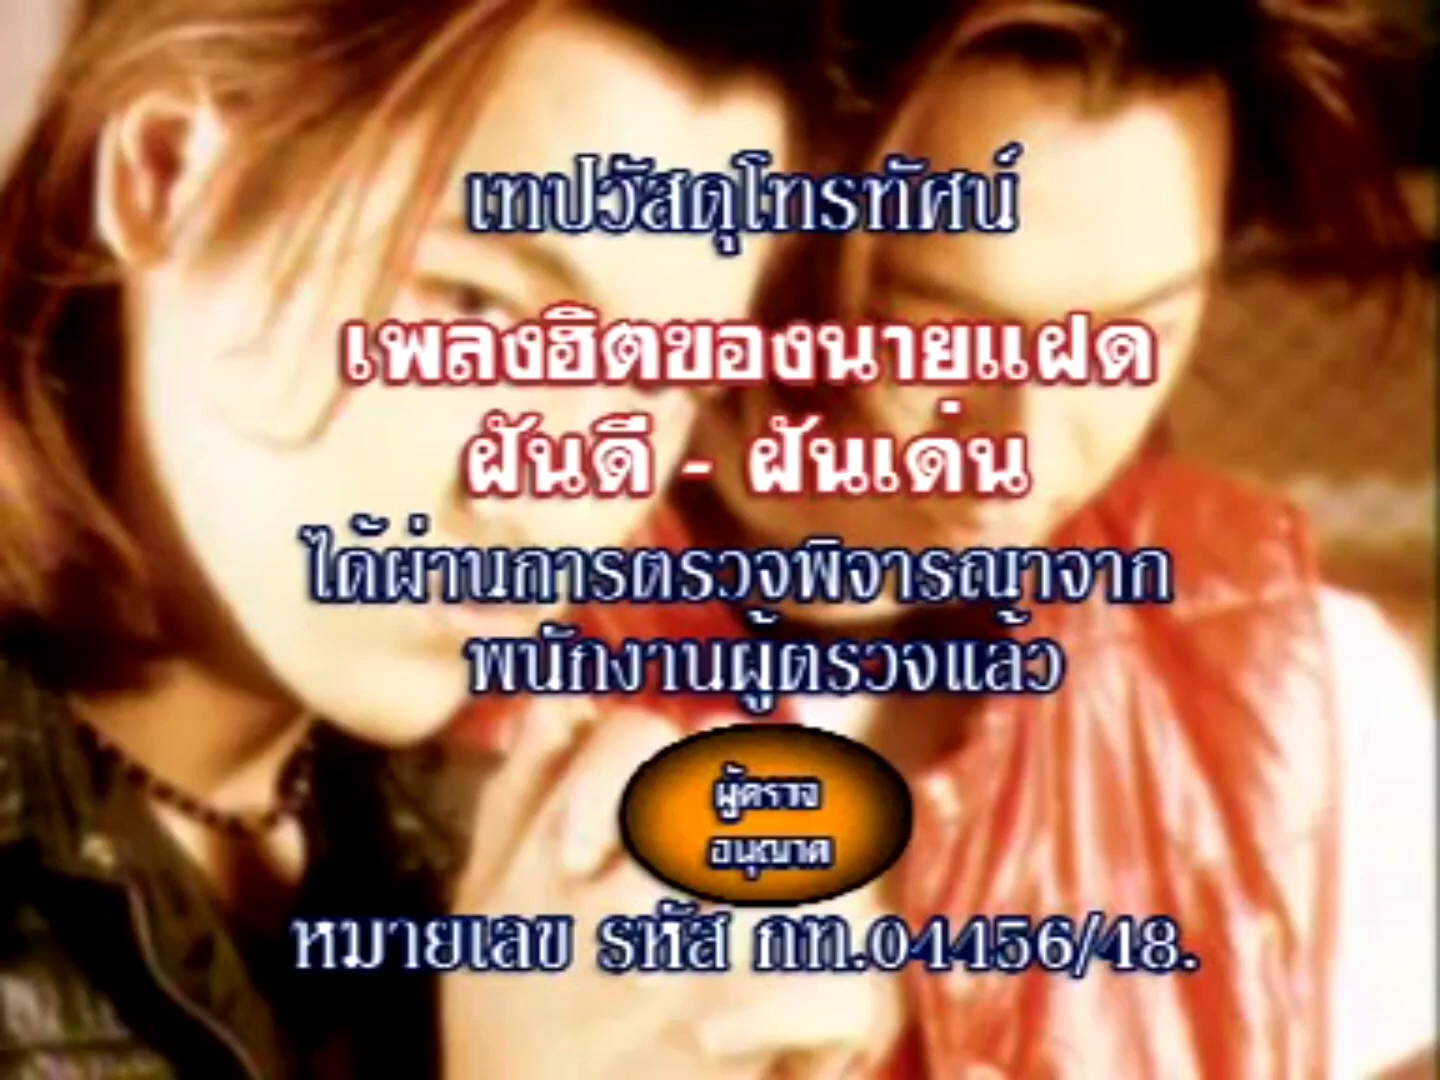 เทปวัสดุโทรทัศน์
เพลงฮิตของนายแฝด
ฝันดี - ฝันเด่น
ได้ผ่านการตรวจพิจารณาจาก
พนักงานผู้ตรวจแล้ว
ผู้ตรวจ
อนุญาต
หมายเลข รหัส กท.04456/48.